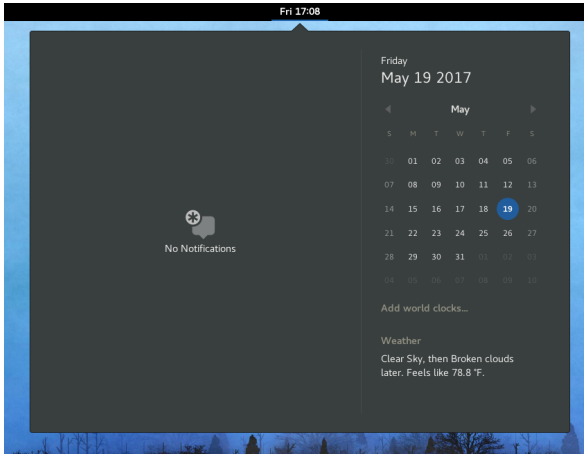 Fri 17:08
No Notifications
Friday
May 19 2017
May
S M T W T F S
30 01 02 03 04 05 06
07 08 09 10 11 12 13
14 15 16 17 18 19 20
21 22 23 24 25 26 27
28 29 30 31 01 02 03
04 05 06 07 08 09 10
Add world clocks...
Weather
Clear Sky, then Broken clouds
later. Feels like 78.8 °F.